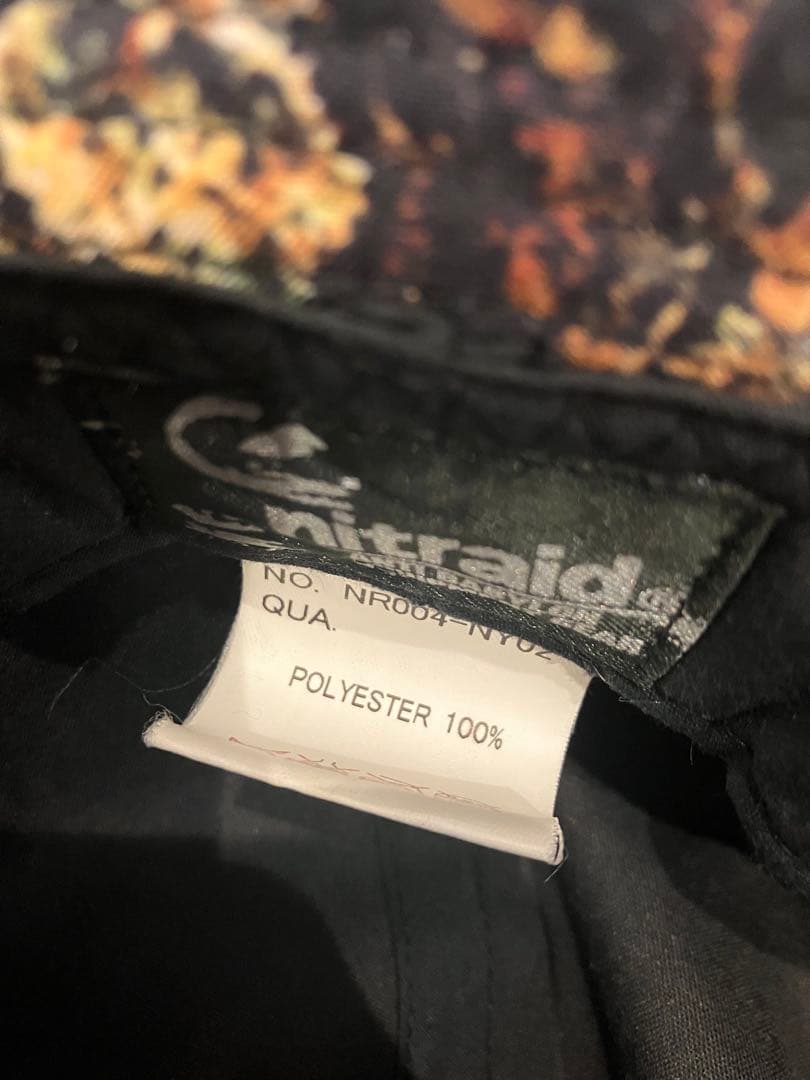 nitraid
NO. NR004-NY02
QUA.
POLYESTER 100%